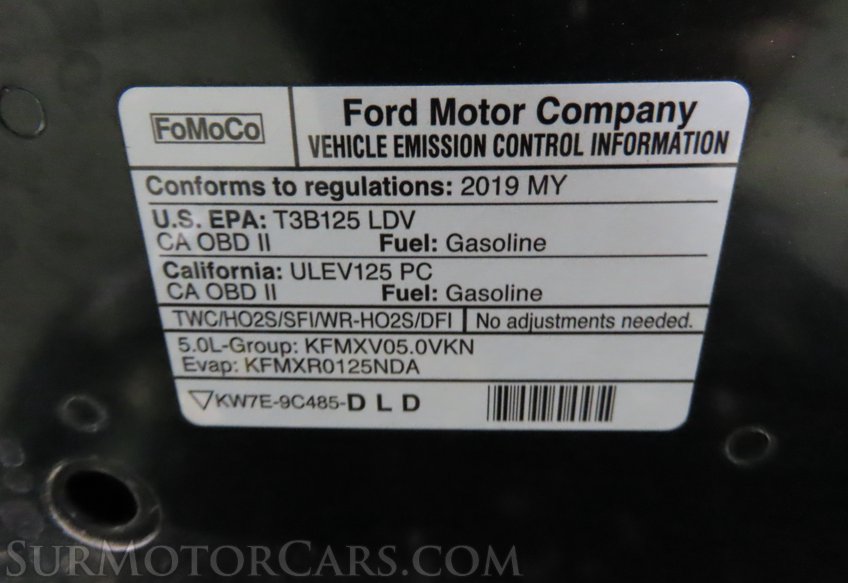 FoMoCo
Ford Motor Company
VEHICLE EMISSION CONTROL INFORMATION
Conforms to regulations: 2019 MY
U.S. EPA: T3B125 LDV
CA OBD II Fuel: Gasoline
California: ULEV125 PC
CA OBD II Fuel: Gasoline
TWC/HO2S/SFI/WR-HO2S/DFI No adjustments needed.
5.0L-Group: KFMXV05.0VKN
Evap: KFMXR0125NDA
▽KW7E-9C485-D L D
SURMOTORCARS.COM